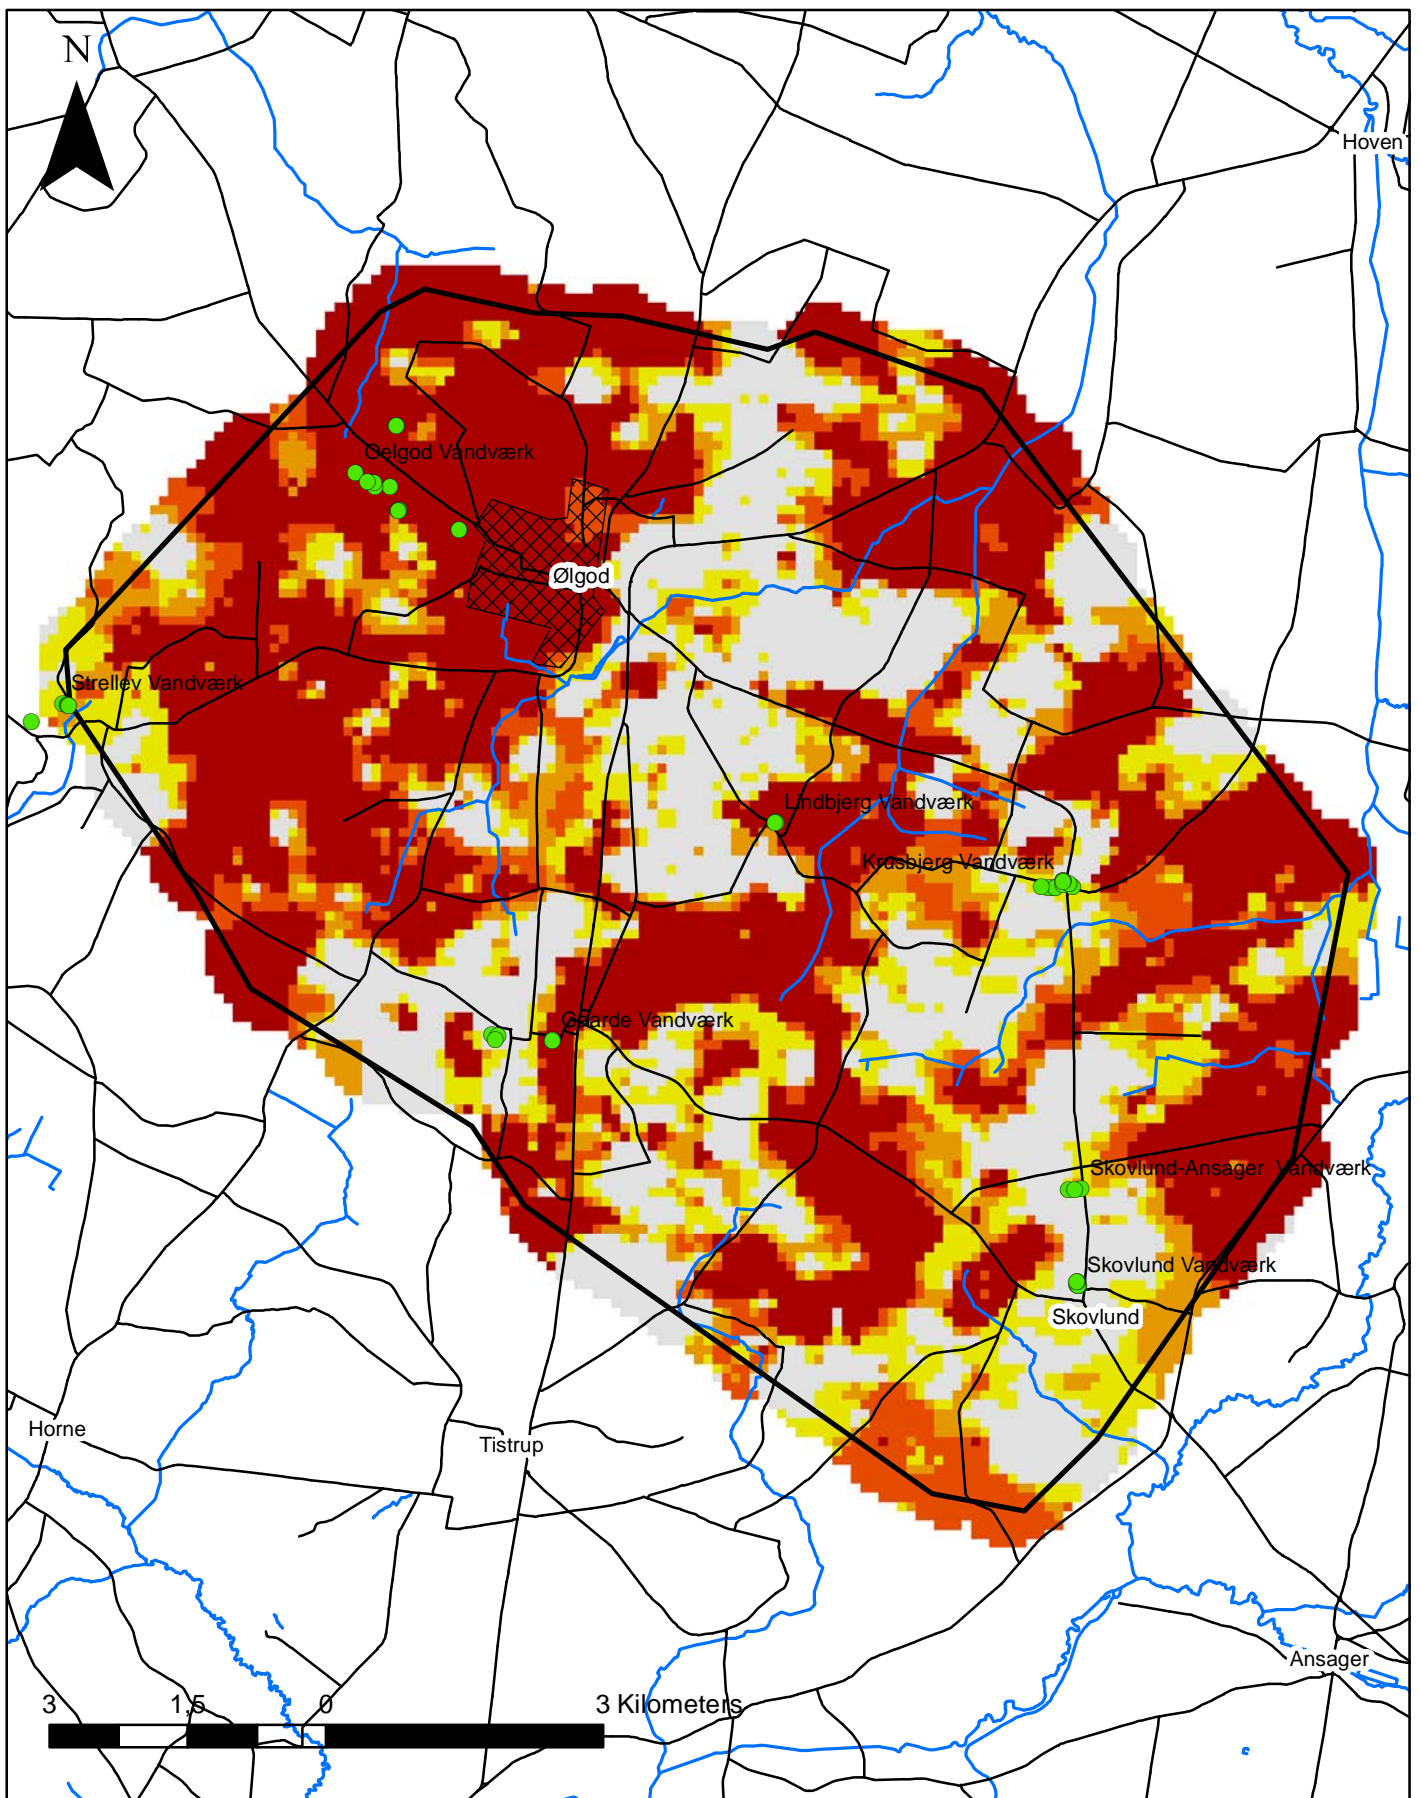 N
Hoven
Oelgod Vandværk
Ølgod
Strellev Vandværk
Lindbjerg Vandværk
Krusbjerg Vandværk
Gaarde Vandværk
Skovlund-Ansager Vandværk
Skovlund Vandværk
Skovlund
Horne
Tistrup
Ansager
3 1,5 0 3 Kilometers